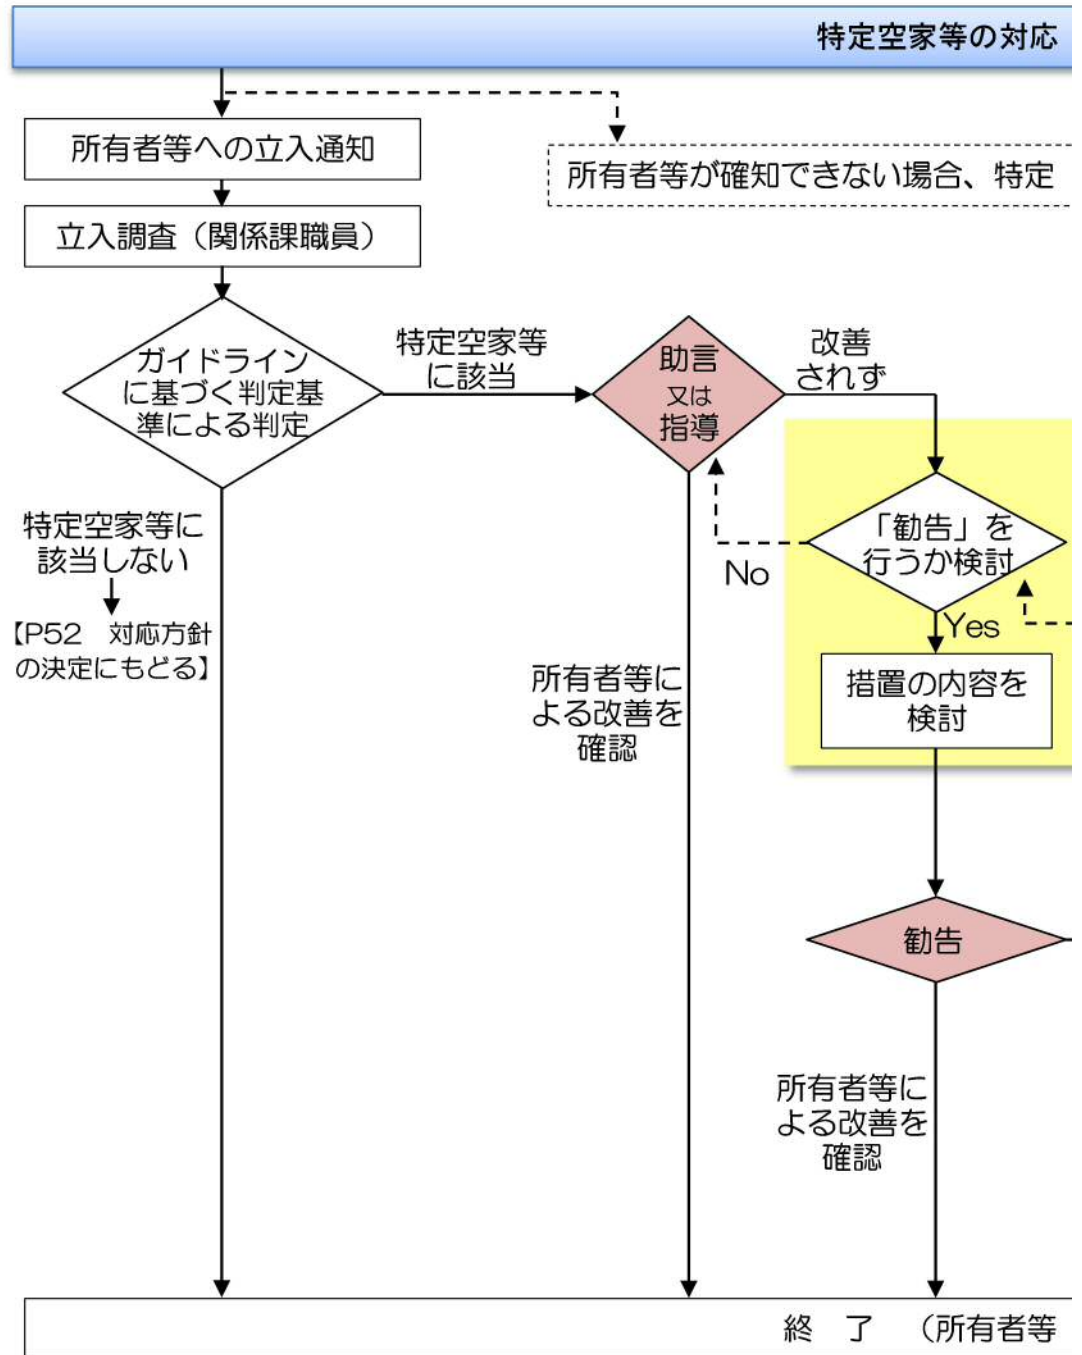 特定空家等の対応
所有者等への立入通知
所有者等が確知できない場合、特定
立入調査（関係課職員）
ガイドライン
に基づく判定基
準による判定
特定空家等
に該当
助言
又は
指導
改善
されず
特定空家等に
該当しない
【P52　対応方針
の決定にもどる】
「勧告」を
行うか検討
No
Yes
措置の内容を
検討
所有者等に
よる改善を
確認
勧告
所有者等に
よる改善を
確認
終　了　（所有者等